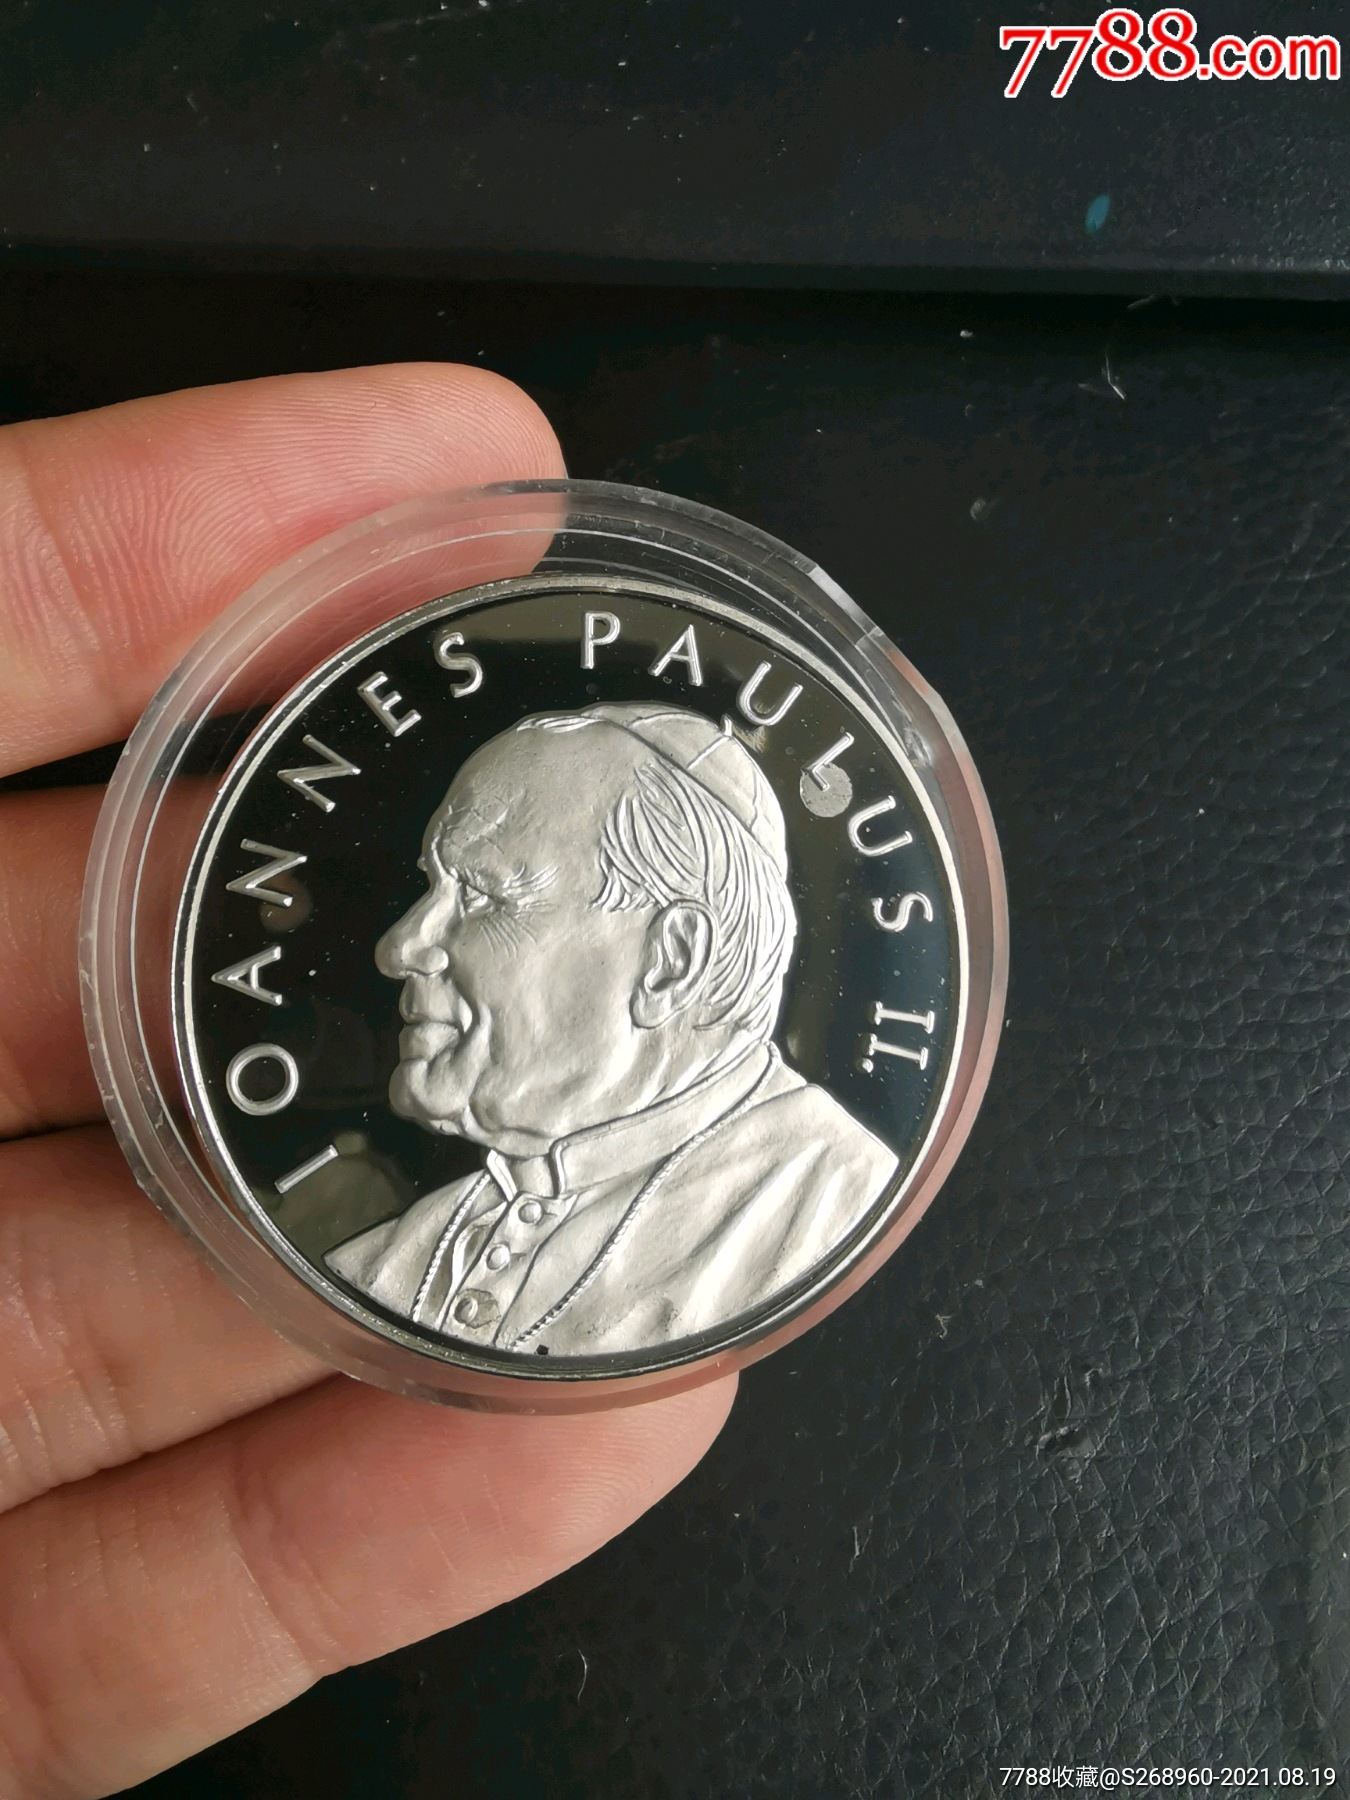 7788.com
IOANNES PAULUS II.
7788收藏@S268960-2021.08.19